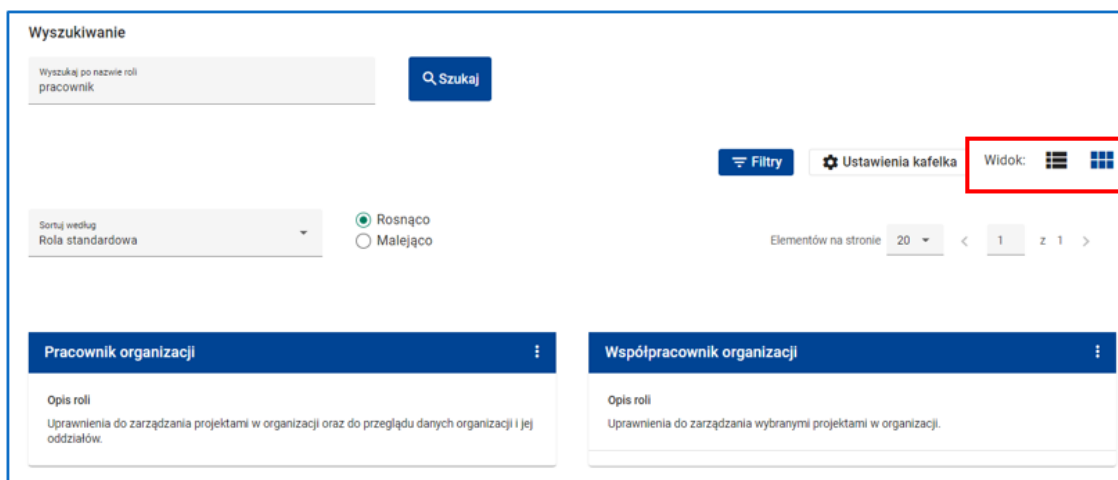 Wyszukiwanie
Wyszukaj po nazwie roli
pracownik
Szukaj
Filtry
Ustawienia kafelka
Widok:
Sortuj według
Rola standardowa
Rosnąco
Malejąco
Elementów na stronie 20 < 1 z 1 >
Pracownik organizacji
Opis roli
Uprawnienia do zarządzania projektami w organizacji oraz do przeglądu danych organizacji i jej
oddziałów.
Współpracownik organizacji
Opis roli
Uprawnienia do zarządzania wybranymi projektami w organizacji.